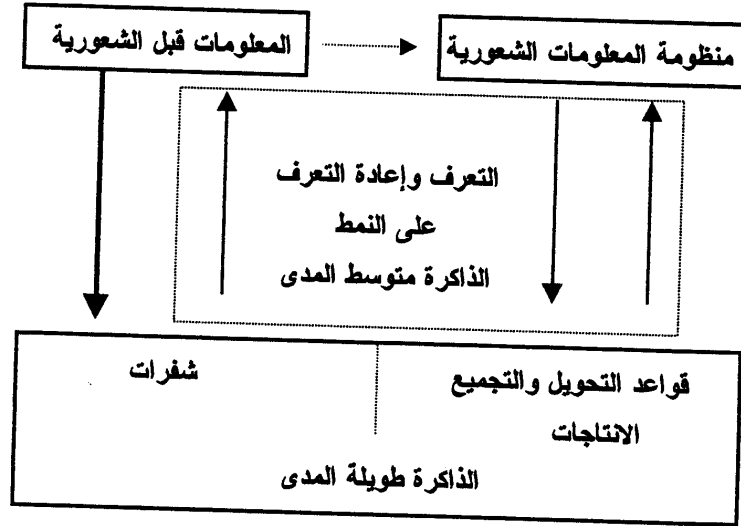 منظومة المعلومات الشعورية
المعلومات قبل الشعورية
التعرف وإعادة التعرف
على النمط
الذاكرة متوسط المدى
قواعد التحويل والتجميع
الانتاجات
شفرات
الذاكرة طويلة المدى